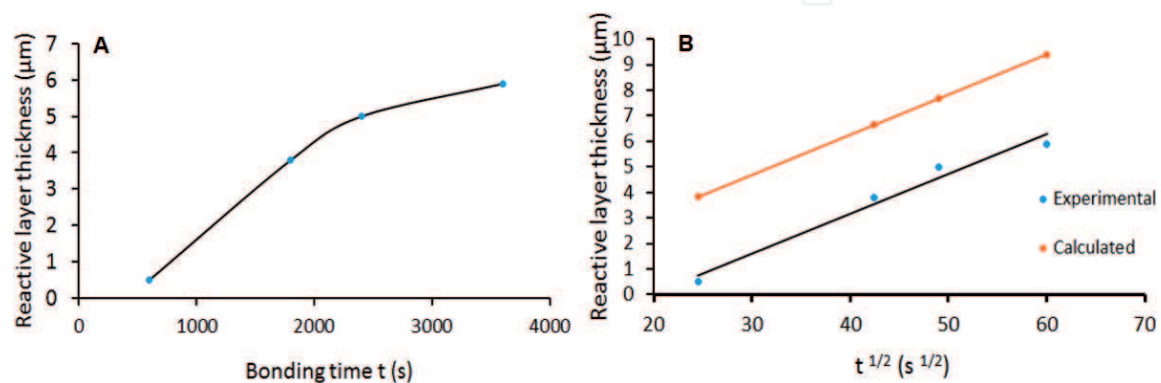 A
Reactive layer thickness (µm)
7
6
5
4
3
2
1
0
0 1000 2000 3000 4000
Bonding time t (s)
B
Reactive layer thickness (µm)
10
9
8
7
6
5
4
3
2
1
0
Experimental
Calculated
20 30 40 50 60 70
t 1/2 (s 1/2)